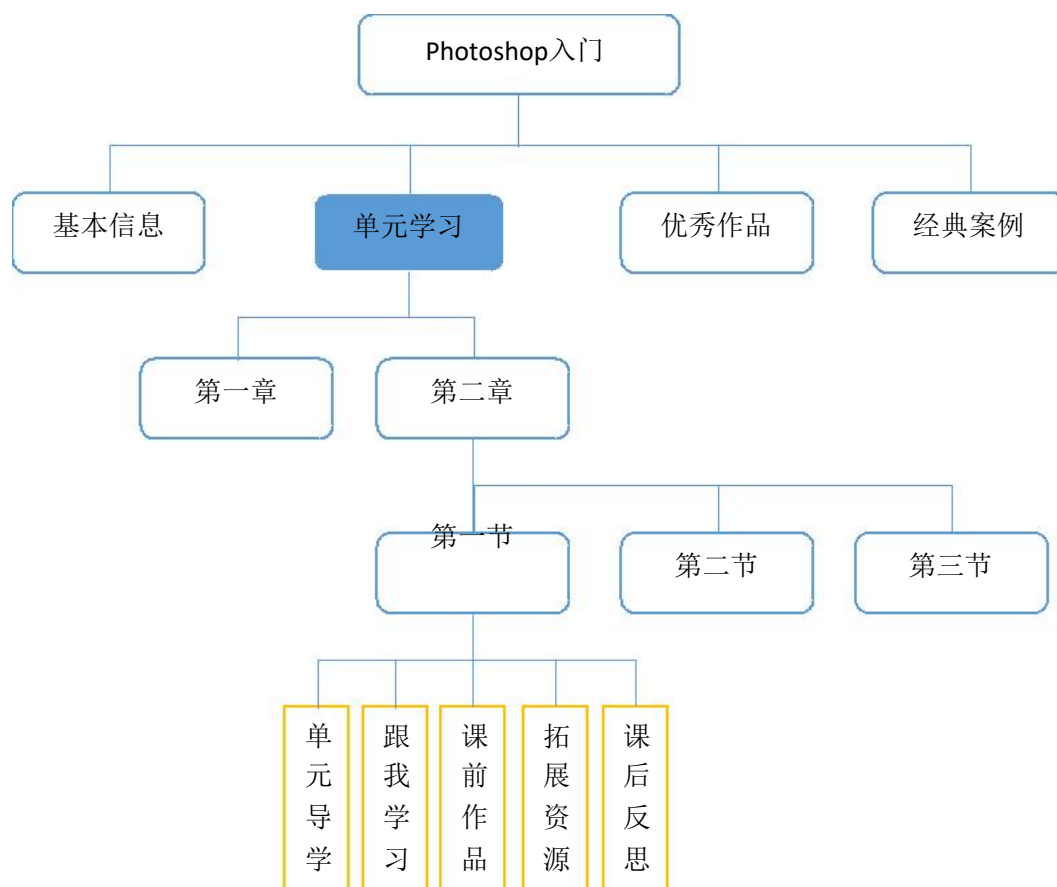 Photoshop入门
基本信息
单元学习
优秀作品
经典案例
第一章
第二章
第一节
第二节
第三节
单元导学
跟我学习
课前作品
拓展资源
课后反思